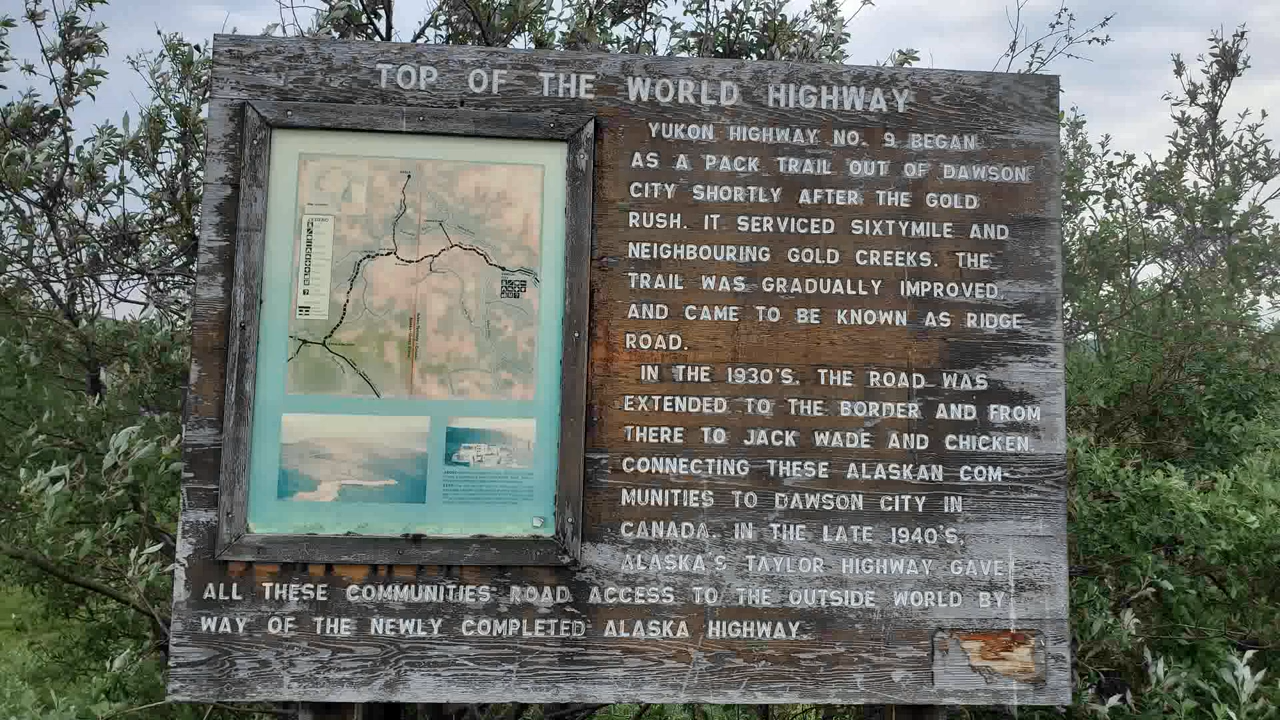 TOP OF THE WORLD HIGHWAY
YUKON HIGHWAY NO. 9 BEGAN
AS A PACK TRAIL OUT OF DAWSON
CITY SHORTLY AFTER THE GOLD
RUSH. IT SERVICED SIXTYMILE AND
NEIGHBOURING GOLD CREEKS. THE
TRAIL WAS GRADUALLY IMPROVED
AND CAME TO BE KNOWN AS RIDGE
ROAD.
IN THE 1930'S. THE ROAD WAS
EXTENDED TO THE BORDER AND FROM
THERE TO JACK WADE AND CHICKEN
CONNECTING THESE ALASKAN COM-
MUNITIES TO DAWSON CITY IN
CANADA. IN THE LATE 1940'S,
ALASKA'S TAYLOR HIGHWAY GAVE
ALL THESE COMMUNITIES ROAD ACCESS TO THE OUTSIDE WORLD BY
WAY OF THE NEWLY COMPLETED ALASKA HIGHWAY